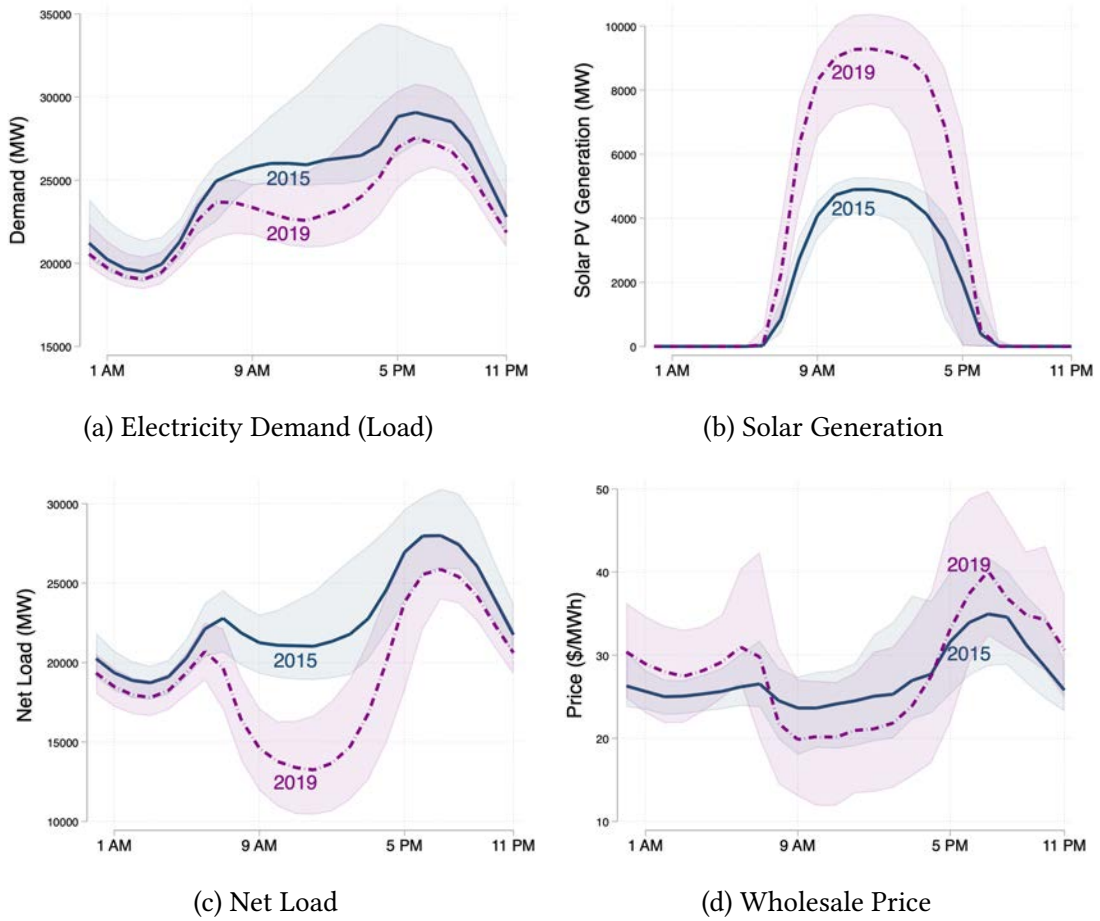 Demand (MW)
35000
30000
25000
20000
15000
2015
2019
1 AM
9 AM
5 PM
11 PM
(a) Electricity Demand (Load)
Solar PV Generation (MW)
10000
8000
6000
4000
2000
0
2019
2015
1 AM
9 AM
5 PM
11 PM
(b) Solar Generation
Net Load (MW)
30000
25000
20000
15000
10000
2015
2019
1 AM
9 AM
5 PM
11 PM
(c) Net Load
Price ($/MWh)
50
40
30
20
10
2019
2015
1 AM
9 AM
5 PM
11 PM
(d) Wholesale Price